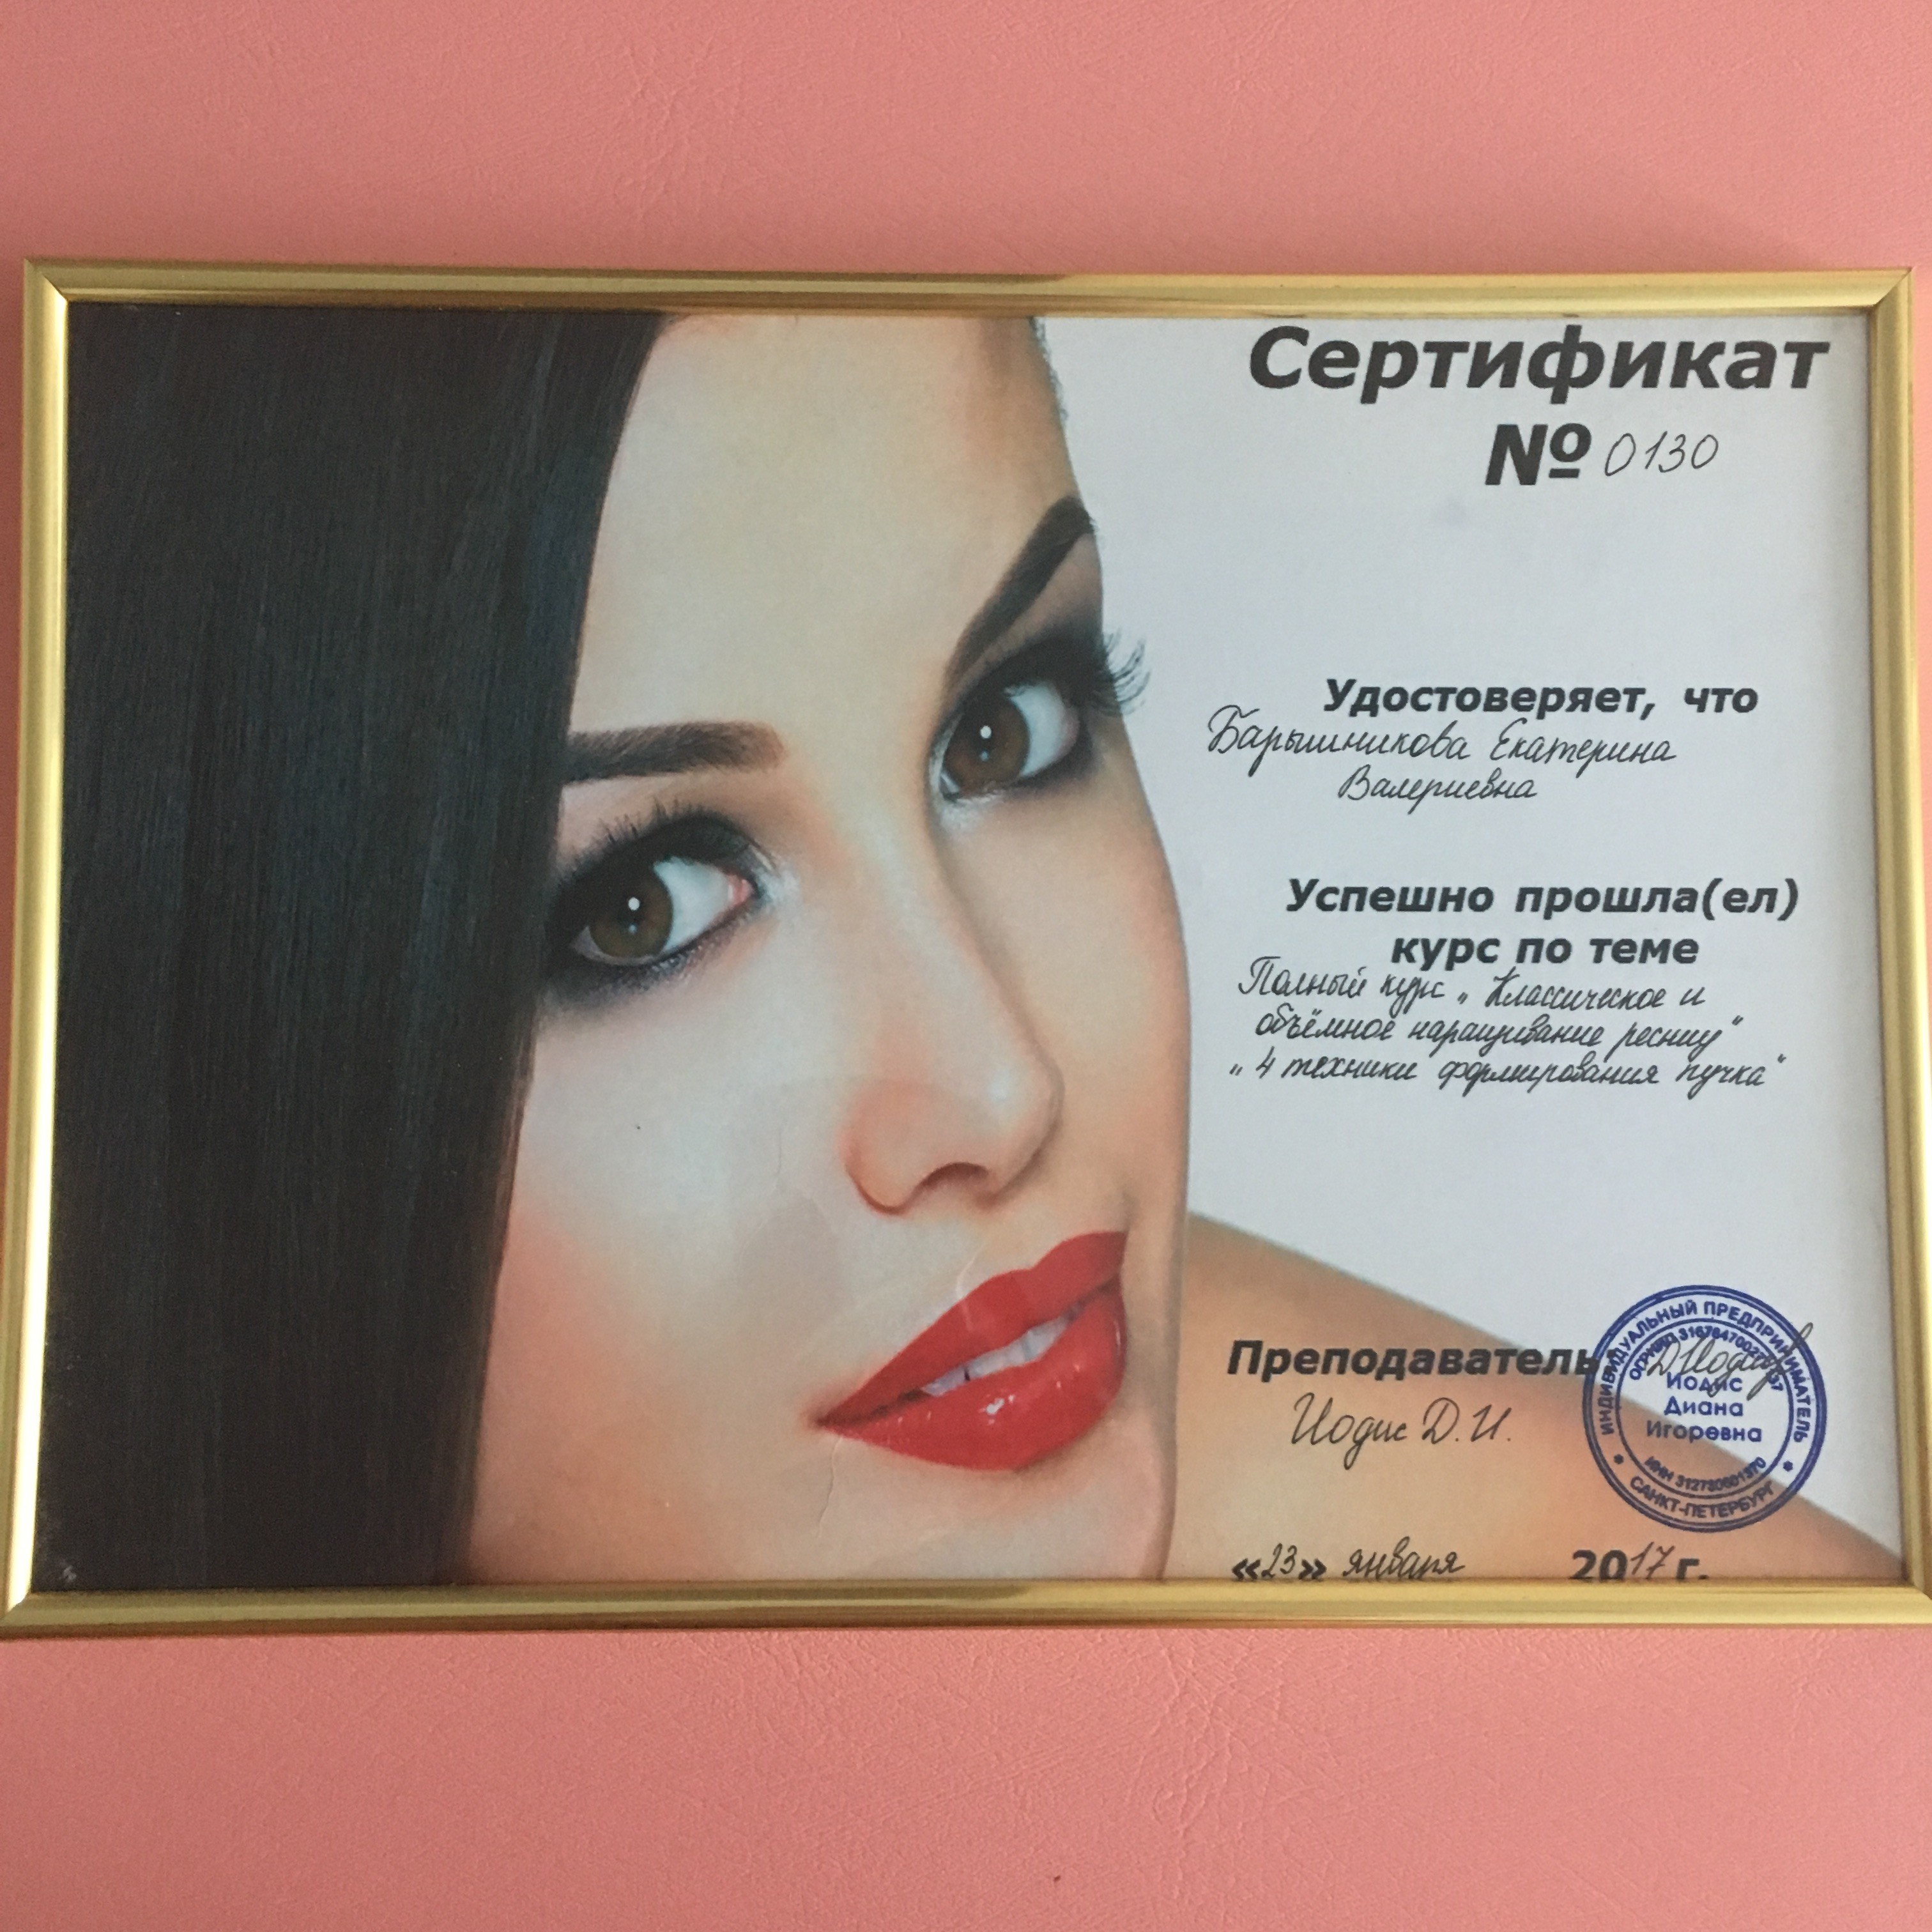 Сертификат
№ 0130
Удостоверяет, что
Барышникова Екатерина
Валериевна
Успешно прошла(ел)
курс по теме
Полный курс „Классическое и
объёмное наращивание ресниц"
„4 техники формирования пучка"
Преподаватель:
Иодис Д. И.
ИНДИВИДУАЛЬНЫЙ ПРЕДПРИНИМАТЕЛЬ
Иодис
Диана
Игоревна
САНКТ-ПЕТЕРБУРГ
«23» января 2017 г.